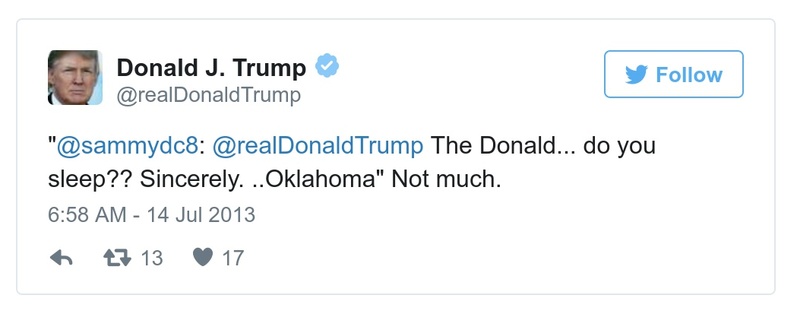 Donald J. Trump
@realDonaldTrump
Follow
"@sammydc8: @realDonaldTrump The Donald... do you
sleep?? Sincerely. ..Oklahoma" Not much.
6:58 AM - 14 Jul 2013
13 17